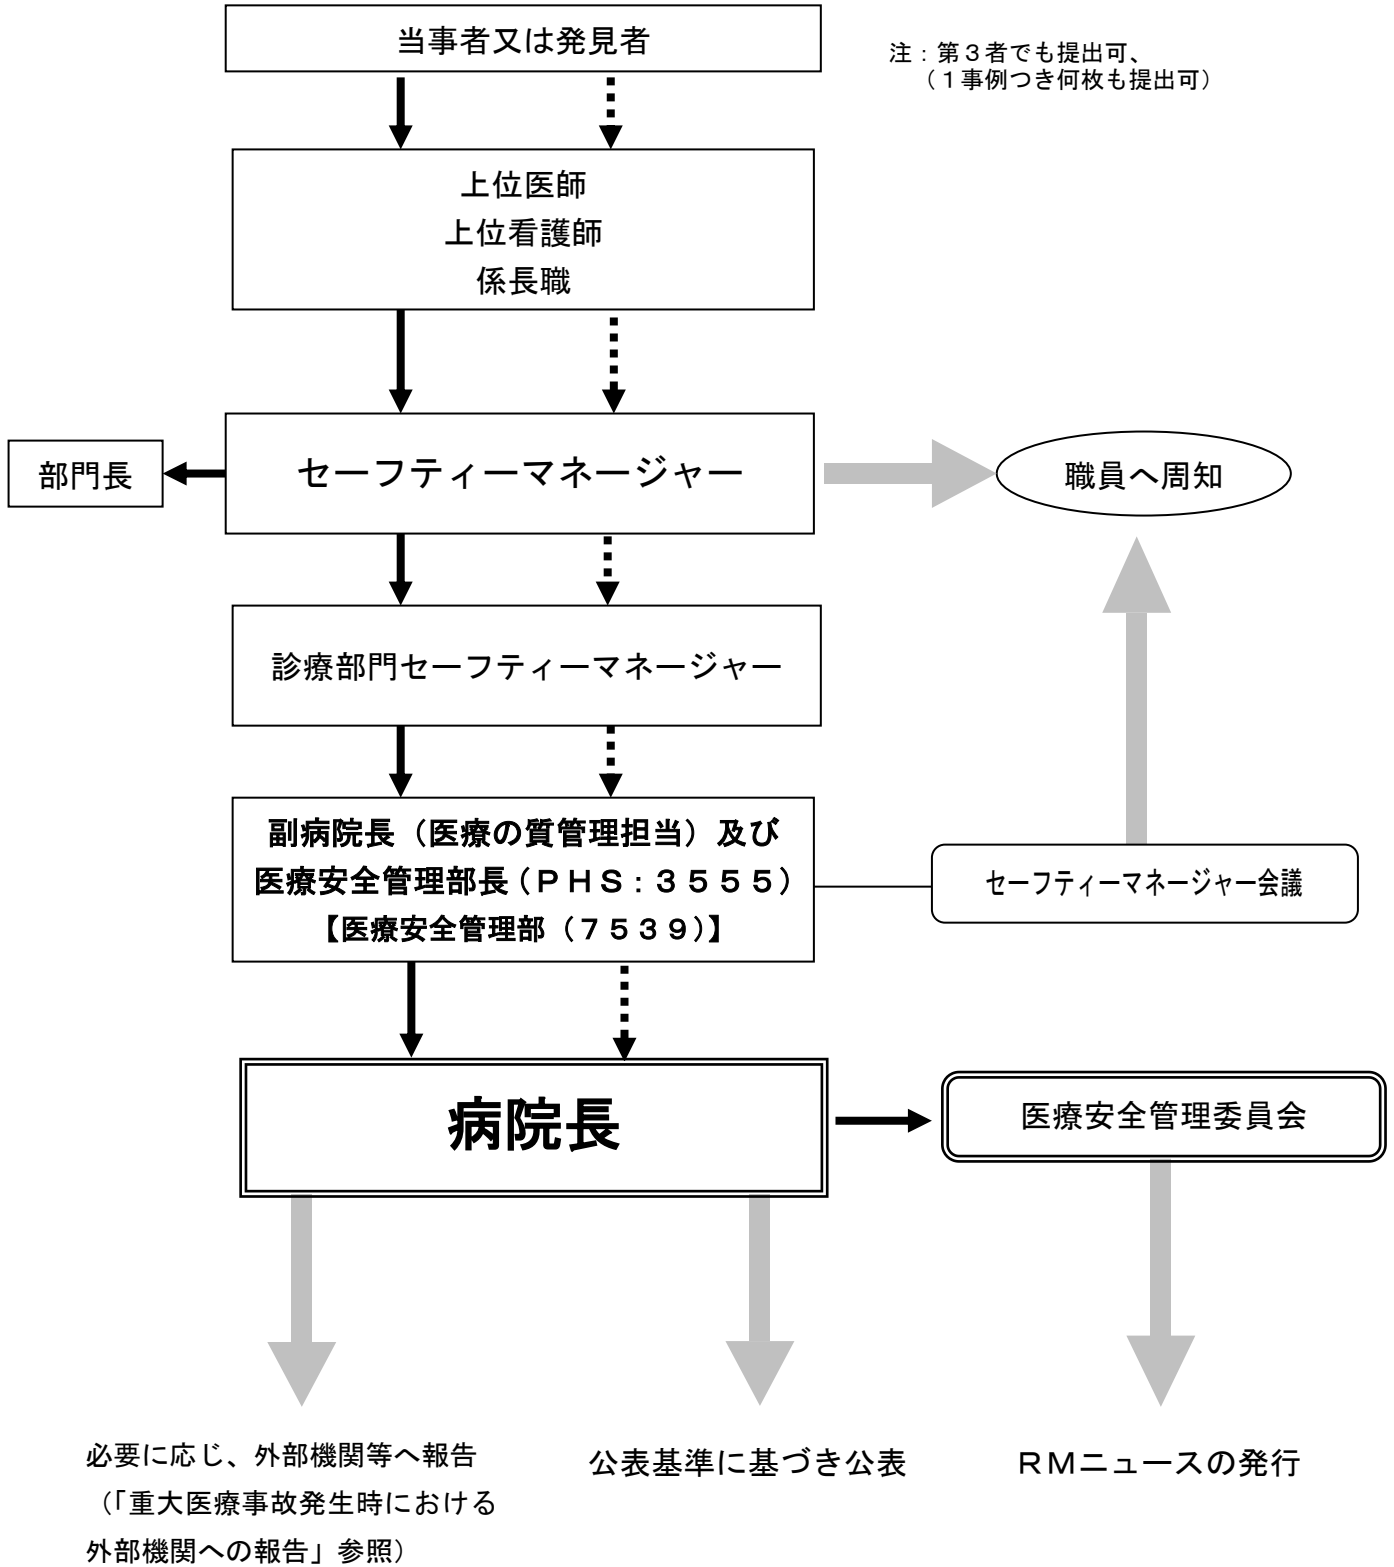 当事者又は発見者
注：第３者でも提出可、
（１事例つき何枚も提出可）
上位医師
上位看護師
係長職
部門長
セーフティーマネージャー
職員へ周知
診療部門セーフティーマネージャー
副病院長（医療の質管理担当）及び
医療安全管理部長（ＰＨＳ：３５５５）
【医療安全管理部（７５３９）】
セーフティーマネージャー会議
病院長
医療安全管理委員会
必要に応じ、外部機関等へ報告
（「重大医療事故発生時における
外部機関への報告」参照）
公表基準に基づき公表
ＲＭニュースの発行